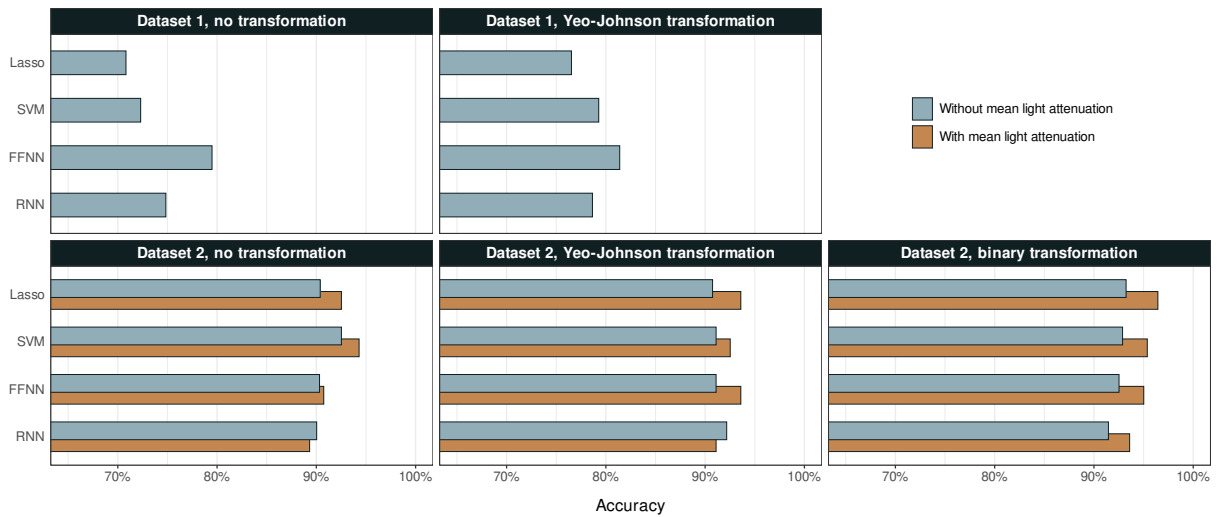 Dataset 1, no transformation
Dataset 1, Yeo-Johnson transformation
Lasso
SVM
FFNN
RNN
Without mean light attenuation
With mean light attenuation
Dataset 2, no transformation
Dataset 2, Yeo-Johnson transformation
Dataset 2, binary transformation
Lasso
SVM
FFNN
RNN
70% 80% 90% 100%
70% 80% 90% 100%
70% 80% 90% 100%
Accuracy